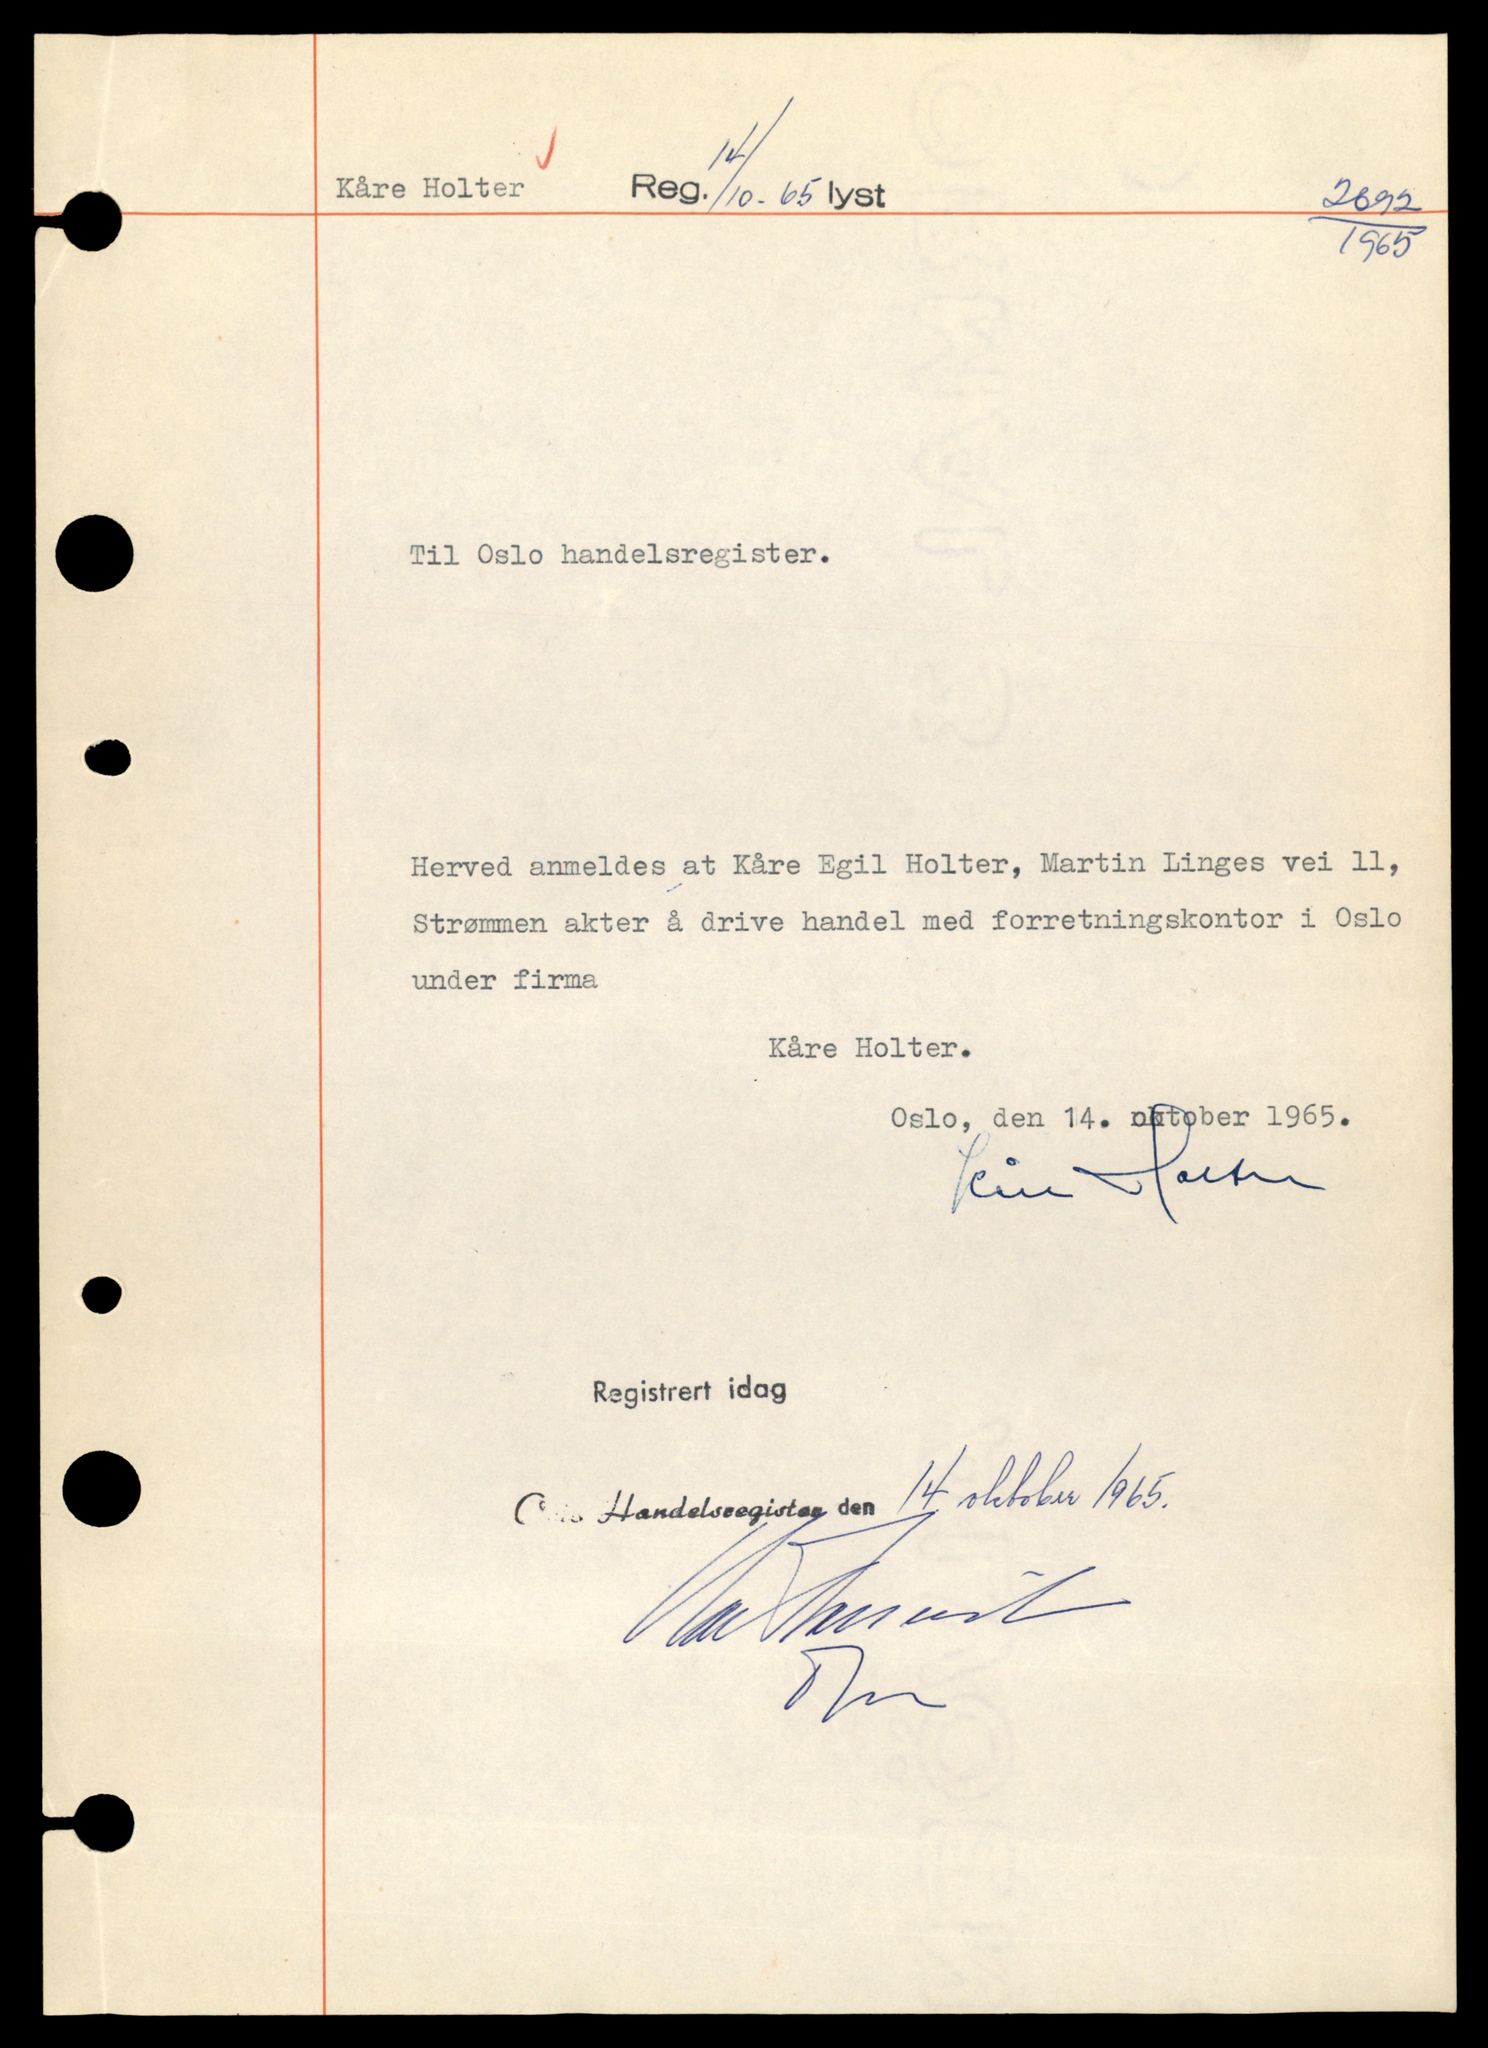 Kåre Holter Reg. 14/10-65 lyst
2692
1965
Til Oslo handelsregister.
Herved anmeldes at Kåre Egil Holter, Martin Linges vei 11,
Strømmen akter å drive handel med forretningskontor i Oslo
under firma
Kåre Holter.
Oslo, den 14. oktober 1965.
Kåre Holter
Registrert idag
Handelsregister den 14 oktober 1965.